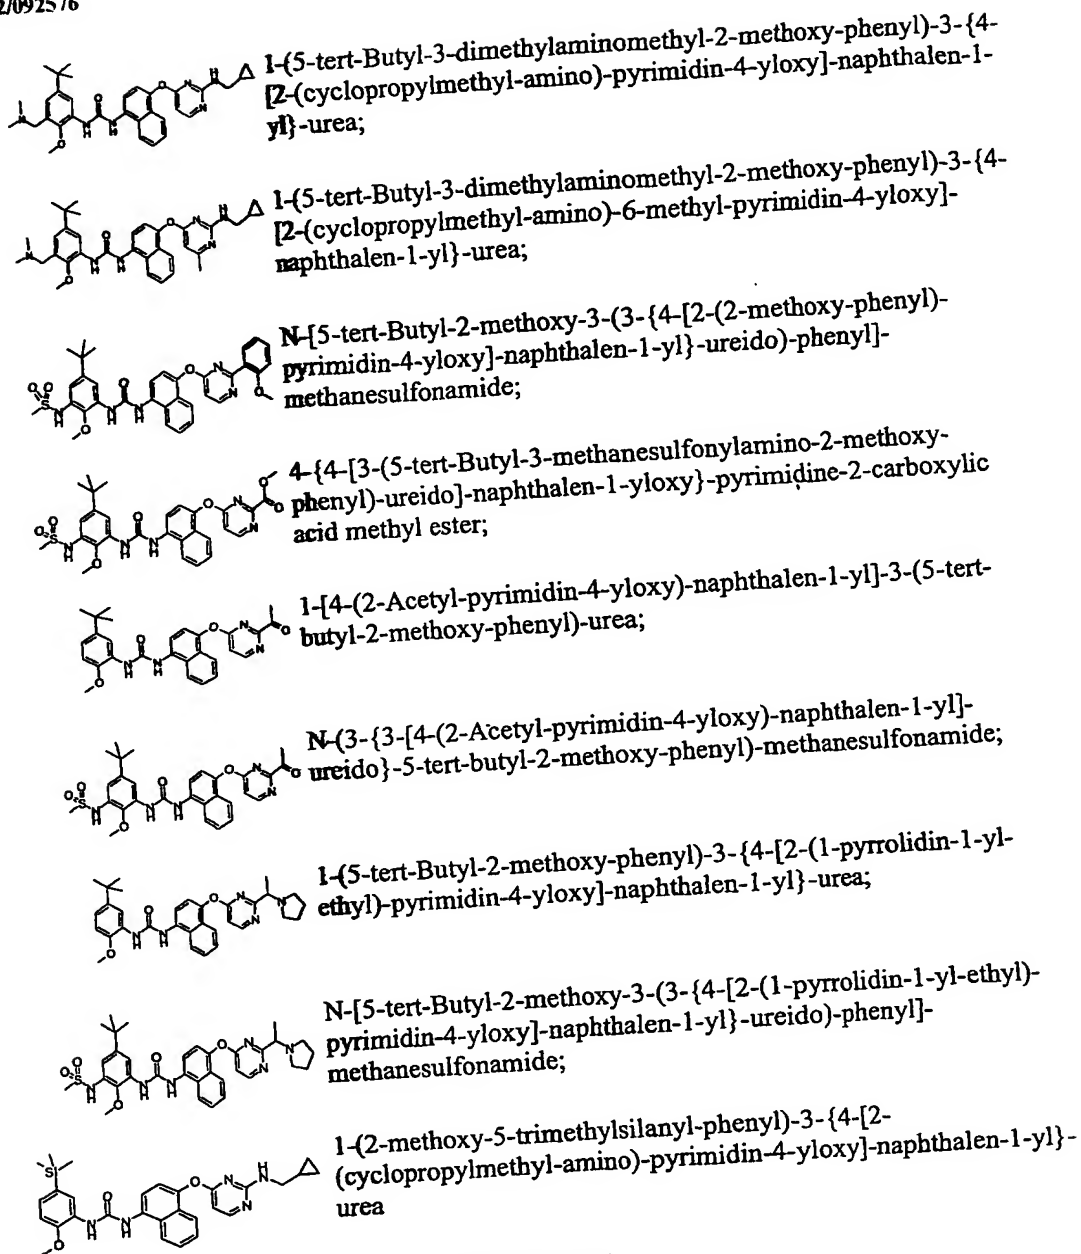 2/092576
1-(5-tert-Butyl-3-dimethylaminomethyl-2-methoxy-phenyl)-3-{4-
[2-(cyclopropylmethyl-amino)-pyrimidin-4-yloxy]-naphthalen-1-
yl}-urea;
1-(5-tert-Butyl-3-dimethylaminomethyl-2-methoxy-phenyl)-3-{4-
[2-(cyclopropylmethyl-amino)-6-methyl-pyrimidin-4-yloxy]-
naphthalen-1-yl}-urea;
N-[5-tert-Butyl-2-methoxy-3-(3-{4-[2-(2-methoxy-phenyl)-
pyrimidin-4-yloxy]-naphthalen-1-yl}-ureido)-phenyl]-
methanesulfonamide;
4-{4-[3-(5-tert-Butyl-3-methanesulfonylamino-2-methoxy-
phenyl)-ureido]-naphthalen-1-yloxy}-pyrimidine-2-carboxylic
acid methyl ester;
1-[4-(2-Acetyl-pyrimidin-4-yloxy)-naphthalen-1-yl]-3-(5-tert-
butyl-2-methoxy-phenyl)-urea;
N-(3-{3-[4-(2-Acetyl-pyrimidin-4-yloxy)-naphthalen-1-yl]-
ureido}-5-tert-butyl-2-methoxy-phenyl)-methanesulfonamide;
1-(5-tert-Butyl-2-methoxy-phenyl)-3-{4-[2-(1-pyrrolidin-1-yl-
ethyl)-pyrimidin-4-yloxy]-naphthalen-1-yl}-urea;
N-[5-tert-Butyl-2-methoxy-3-(3-{4-[2-(1-pyrrolidin-1-yl-ethyl)-
pyrimidin-4-yloxy]-naphthalen-1-yl}-ureido)-phenyl]-
methanesulfonamide;
1-(2-methoxy-5-trimethylsilanyl-phenyl)-3-{4-[2-
(cyclopropylmethyl-amino)-pyrimidin-4-yloxy]-naphthalen-1-yl}-
urea